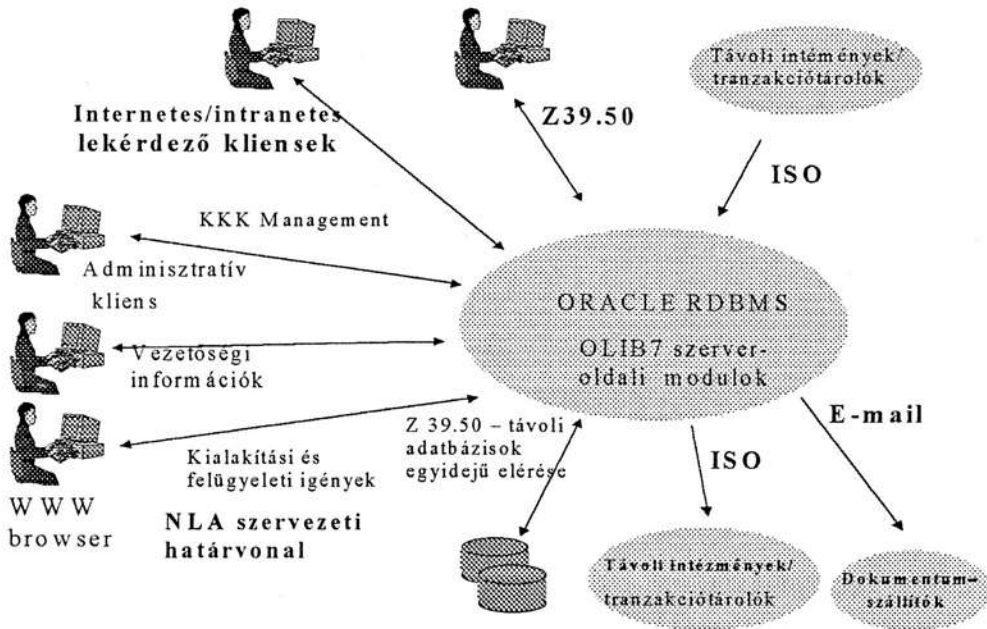 Távoli intémények/
tranzakciótárolók
Internetes/intranetes
lekérdező kliensek
Z39.50
ISO
KKK Management
Adminisztratív
kliens
ORACLE RDBMS
OLIB7 szerver-
oldali modulok
Vezetőségi
információk
E-mail
Z 39.50 – távoli
adatbázisok
egyidejű elérése
Kialakítási és
felügyeleti igények
ISO
WWW
browser
NLA szervezeti
határvonal
Távoli intézmények/
tranzakciótárolók
Dokumentum-
szállítók